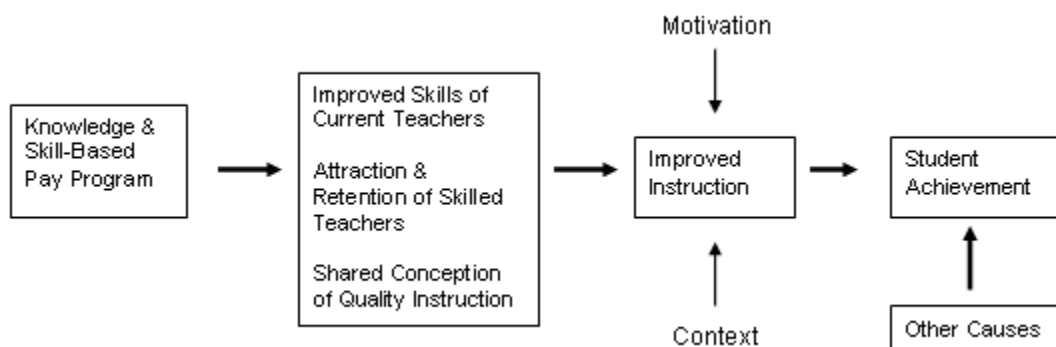 Motivation
Knowledge &
Skill-Based
Pay Program
Improved Skills of
Current Teachers
Attraction &
Retention of Skilled
Teachers
Shared Conception
of Quality Instruction
Improved
Instruction
Student
Achievement
Context
Other Causes